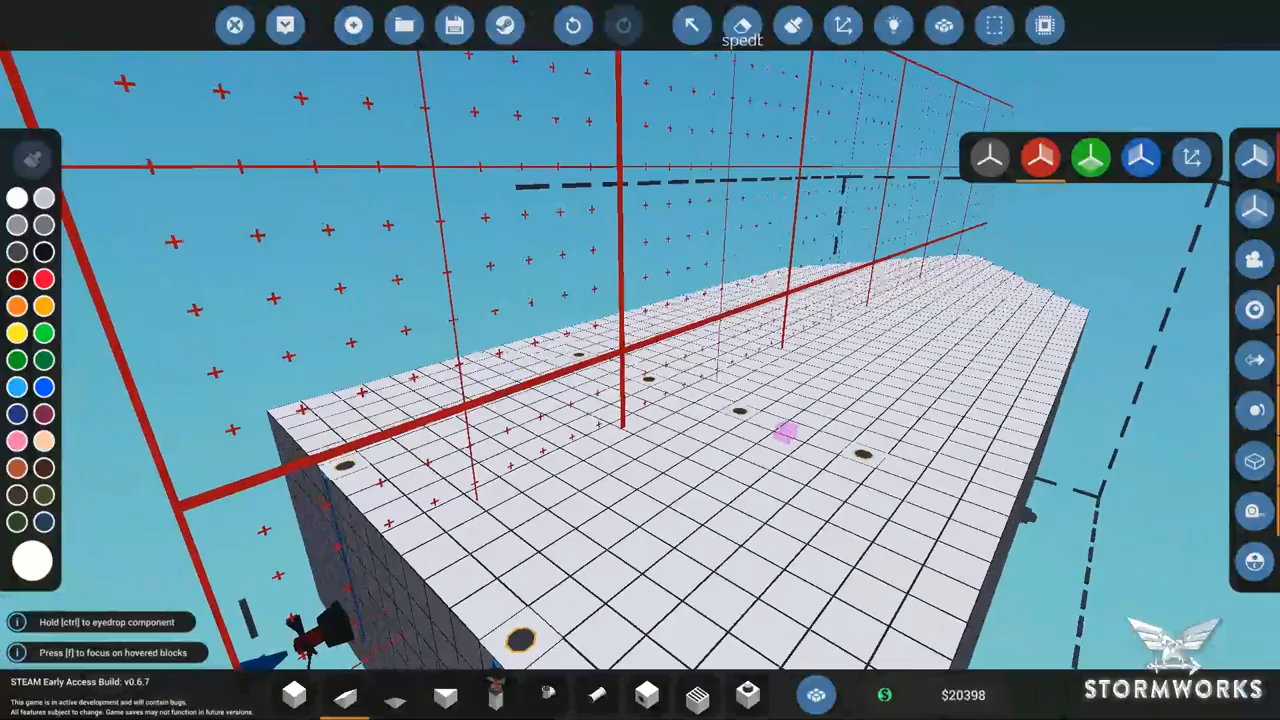 spedt
Hold [ctrl] to eyedrop component
Press [f] to focus on hovered blocks
STEAM Early Access Build: v0.6.7
This game is in active development and will contain bugs.
All features subject to change. Game saves may not function in future versions.
$20398
STORMWORKS